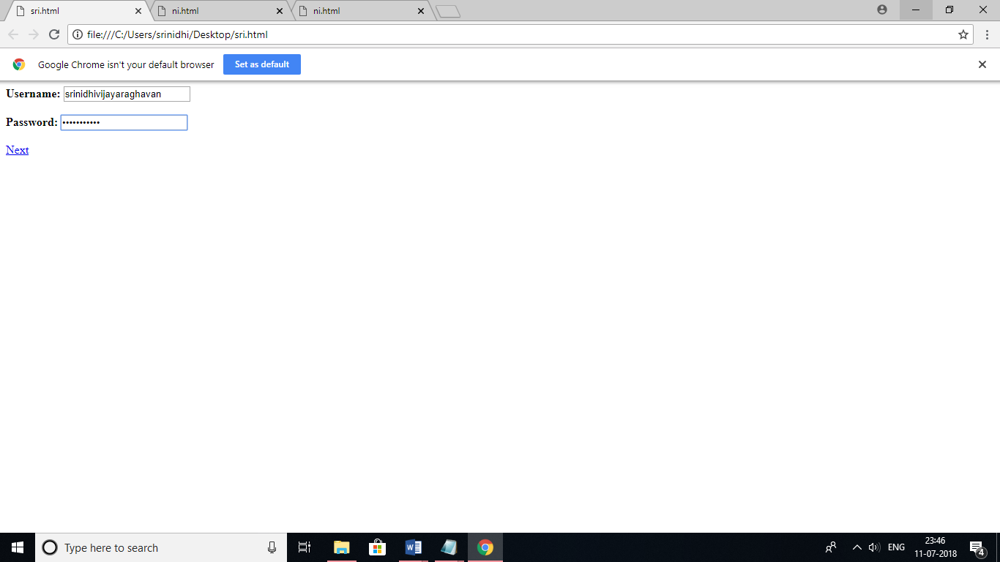 sri.html
ni.html
ni.html
file:///C:/Users/srinidhi/Desktop/sri.html
Google Chrome isn't your default browser
Set as default
Username: srinidhivijayaraghavan
Password: •••••••••••
Next
Type here to search
ENG
23:46
11-07-2018
4